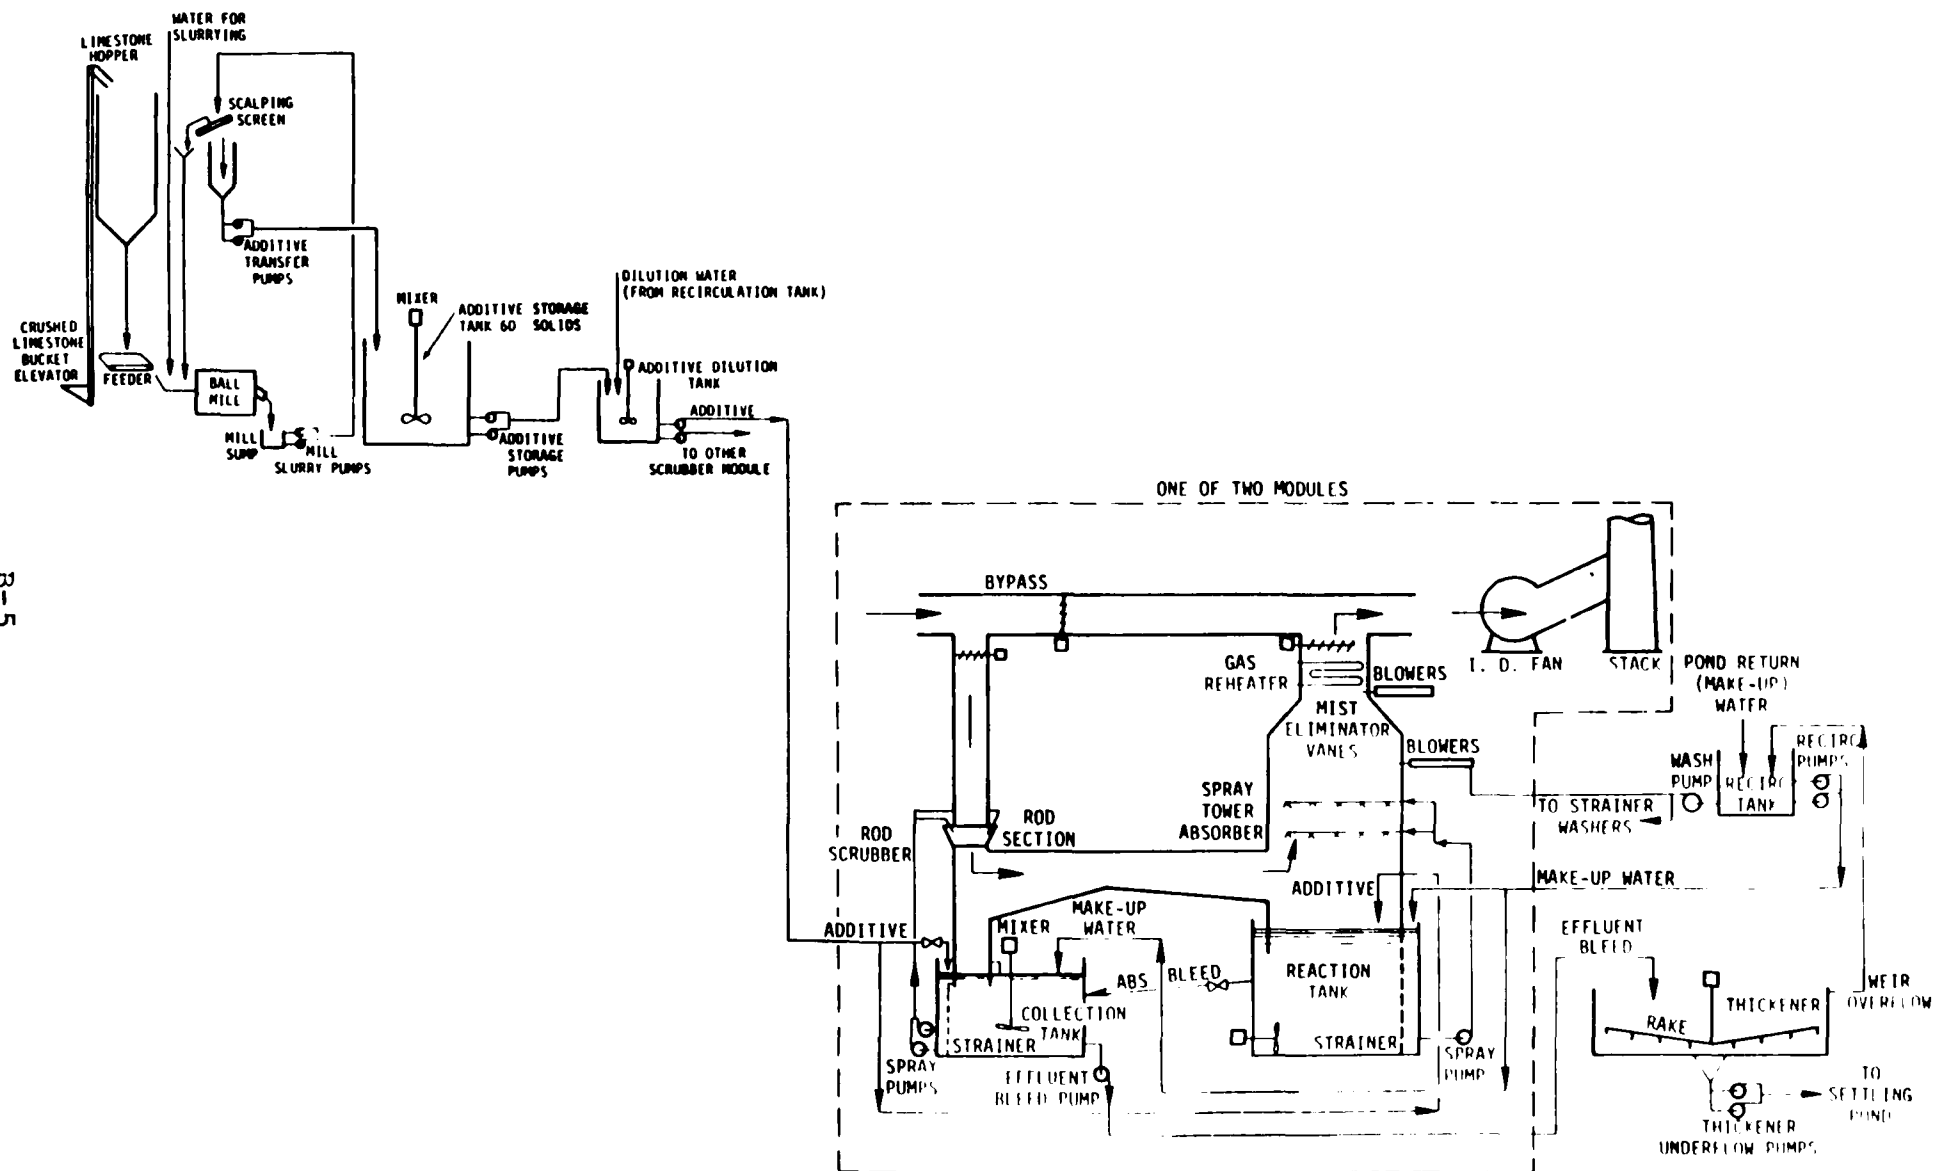 WATER FOR
SLURRYING
LIMESTONE
HOPPER
SCALPING
SCREEN
ADDITIVE
TRANSFER
PUMPS
CRUSHED
LIMESTONE
BUCKET
ELEVATOR
FEEDER
BALL
MILL
MILL
SUMP
MILL
SLURRY PUMPS
MIXER
ADDITIVE STORAGE
TANK 60 SOLIDS
ADDITIVE
STORAGE
PUMPS
DILUTION WATER
(FROM RECIRCULATION TANK)
ADDITIVE DILUTION
TANK
ADDITIVE
TO OTHER
SCRUBBER MODULE
B-5
ONE OF TWO MODULES
BYPASS
I. D. FAN
STACK
GAS
REHEATER
BLOWERS
MIST
ELIMINATOR
VANES
BLOWERS
SPRAY
TOWER
ABSORBER
ROD
SECTION
ROD
SCRUBBER
POND RETURN
(MAKE-UP)
WATER
RECIRC
PUMPS
WASH
PUMP
RECIRC
TANK
TO STRAINER
WASHERS
MAKE-UP WATER
ADDITIVE
ADDITIVE
MIXER
MAKE-UP
WATER
ABS BLEED
REACTION
TANK
COLLECTION
TANK
STRAINER
STRAINER
SPRAY
PUMPS
EFFLUENT
BLEED PUMP
SPRAY
PUMP
EFFLUENT
BLEED
THICKENER
RAKE
WEIR
OVERFLOW
TO
SETTLING
POND
THICKENER
UNDERFLOW PUMPS